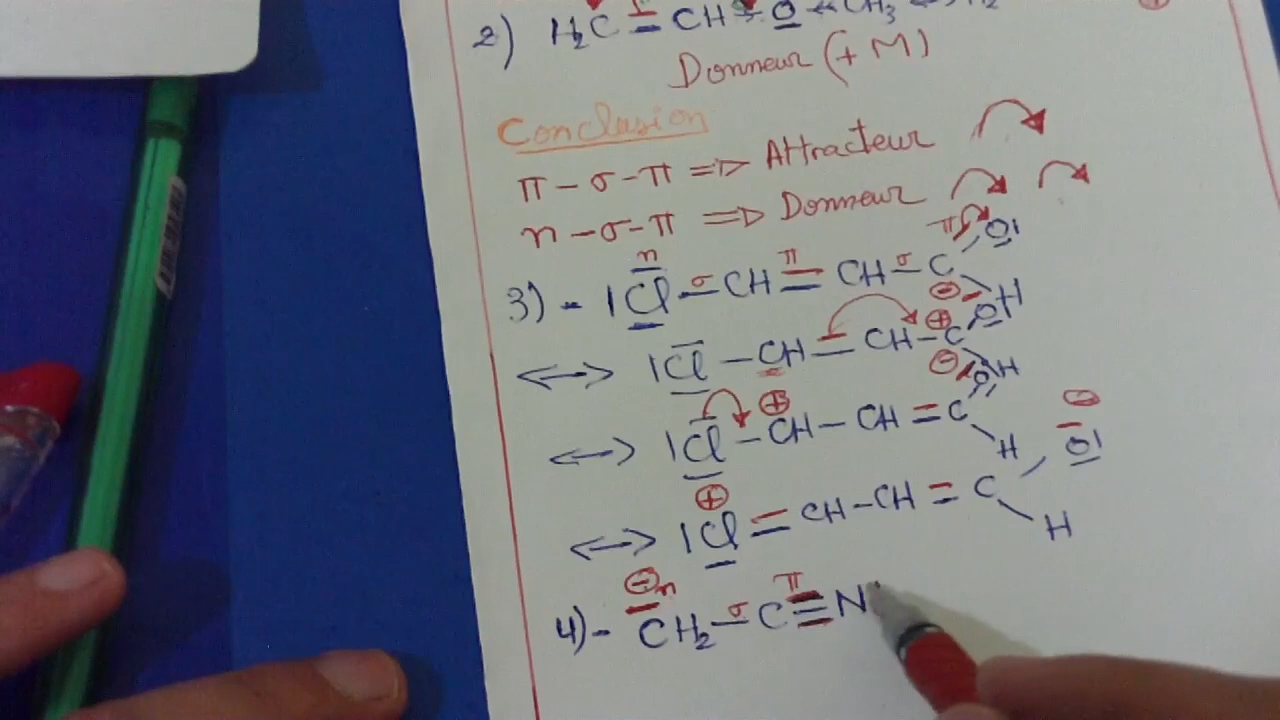 2) H₂C = CH - O - CH₃
Donneur (+ M)
Conclusion
π - σ - π => Attracteur
n - σ - π => Donneur
n π π
3) - |Cl - CH = CH - C O| H
σ σ
<-> |Cl - CH = CH - C O| H
⊕ ⊖
<-> |Cl - CH - CH = C O| H
⊕ ⊖
<-> |Cl = CH - CH = C O| H
⊕ ⊖
⊖ n π
4) - CH₂ - C ≡ N
σ